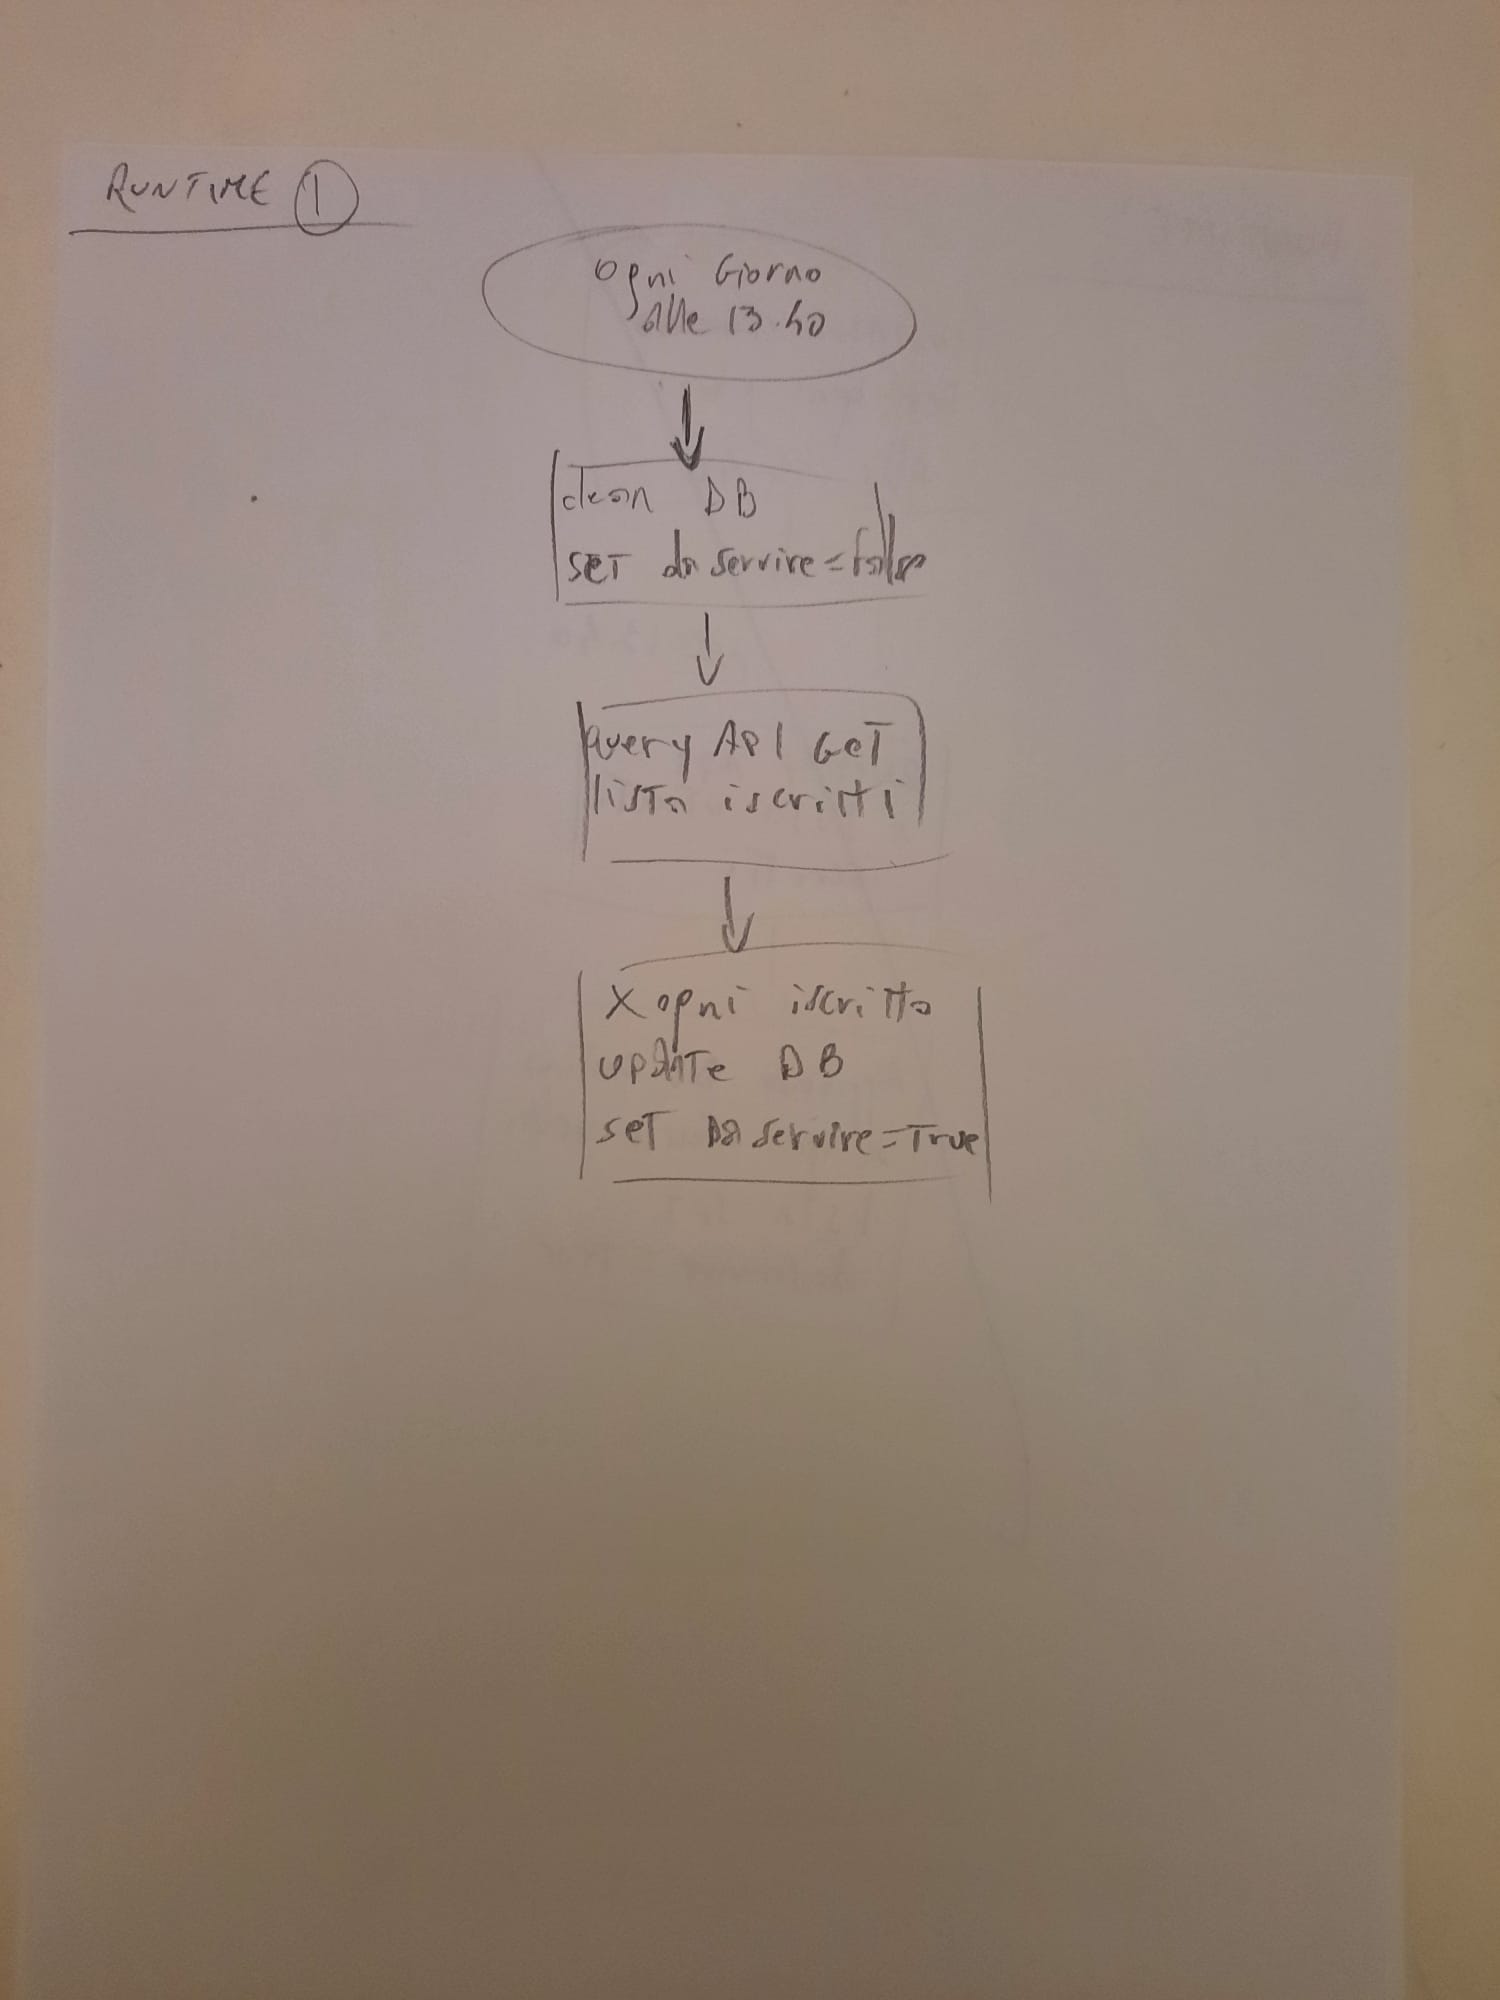 RUNTIME 1
Ogni Giorno
alle 13.40
clean DB
SET da servire=false
query API GET
lista iscritti
X ogni iscritto
update DB
set Da servire=True